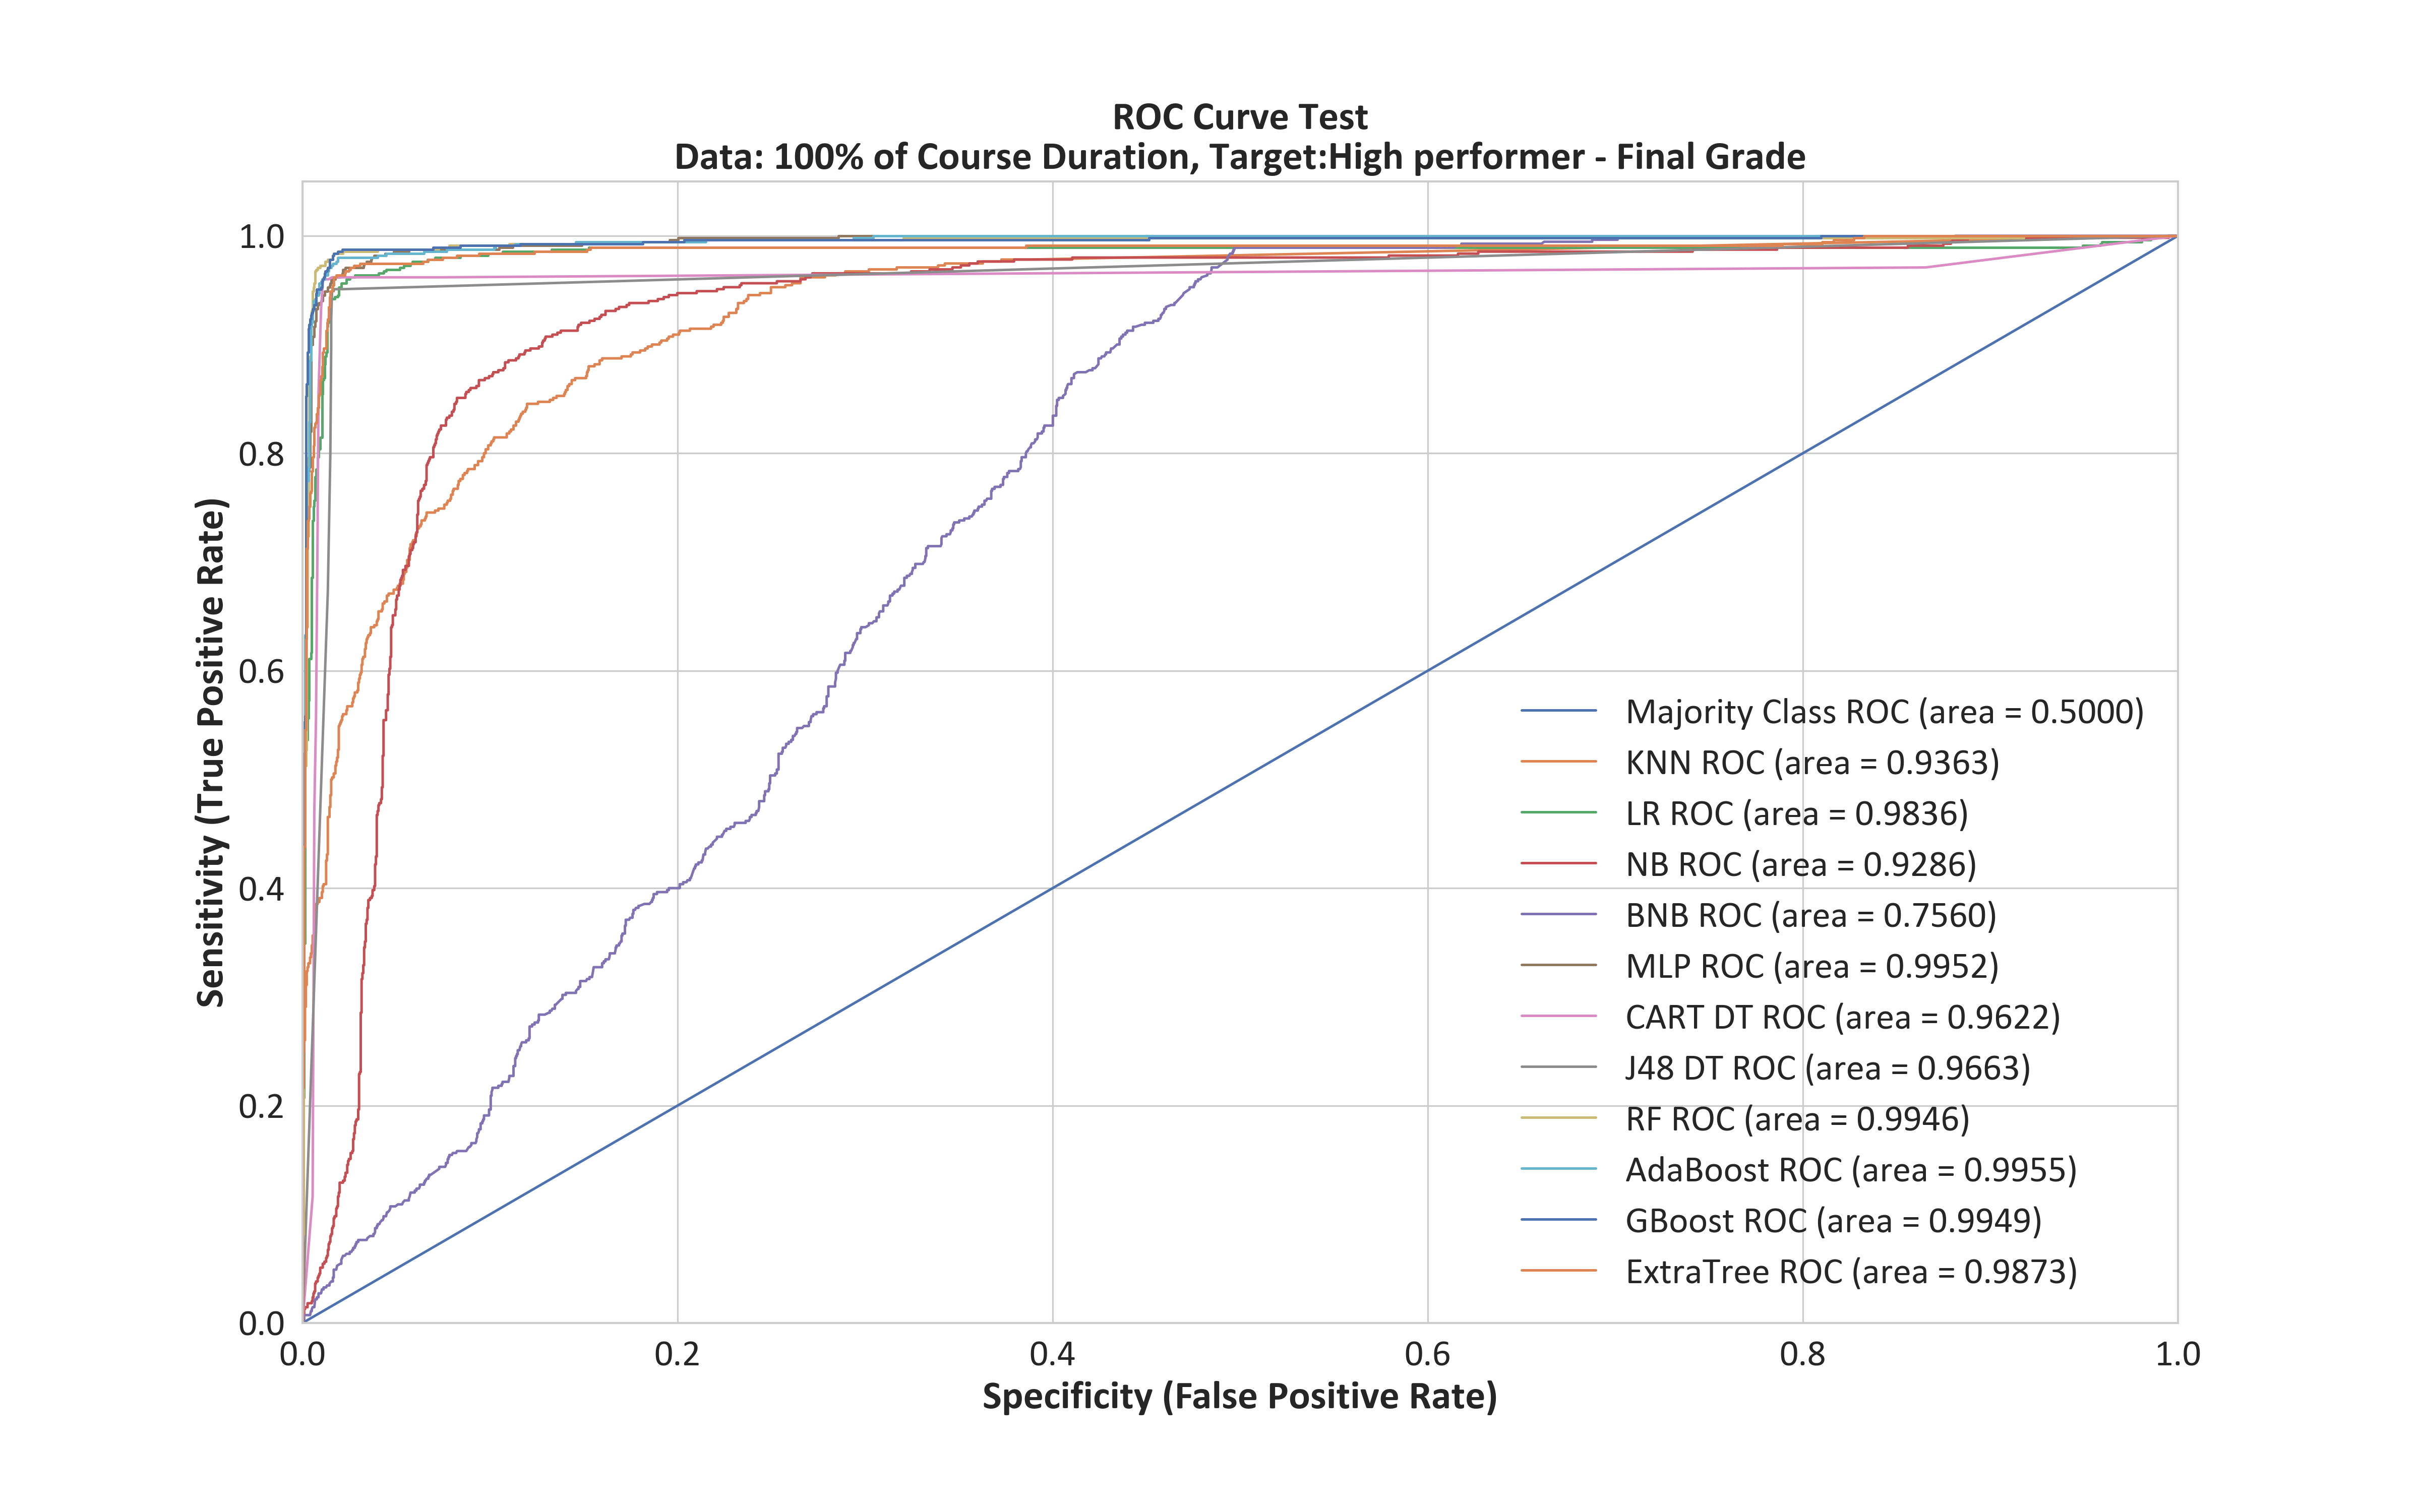 ROC Curve Test
Data: 100% of Course Duration, Target:High performer - Final Grade
Sensitivity (True Positive Rate)
1.0
0.8
0.6
0.4
0.2
0.0
Majority Class ROC (area = 0.5000)
KNN ROC (area = 0.9363)
LR ROC (area = 0.9836)
NB ROC (area = 0.9286)
BNB ROC (area = 0.7560)
MLP ROC (area = 0.9952)
CART DT ROC (area = 0.9622)
J48 DT ROC (area = 0.9663)
RF ROC (area = 0.9946)
AdaBoost ROC (area = 0.9955)
GBoost ROC (area = 0.9949)
ExtraTree ROC (area = 0.9873)
0.0 0.2 0.4 0.6 0.8 1.0
Specificity (False Positive Rate)